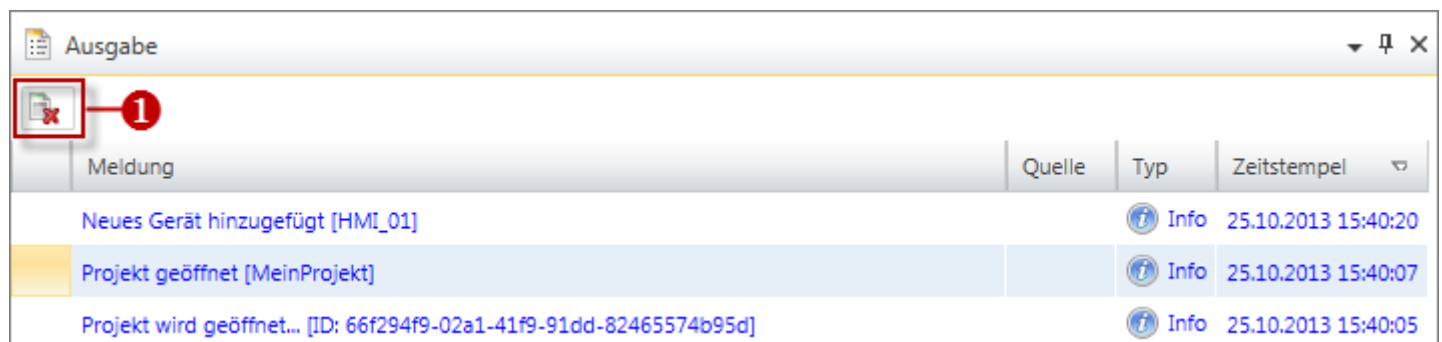 Ausgabe
1
Meldung Quelle Typ Zeitstempel
Neues Gerät hinzugefügt [HMI_01] Info 25.10.2013 15:40:20
Projekt geöffnet [MeinProjekt] Info 25.10.2013 15:40:07
Projekt wird geöffnet... [ID: 66f294f9-02a1-41f9-91dd-82465574b95d] Info 25.10.2013 15:40:05